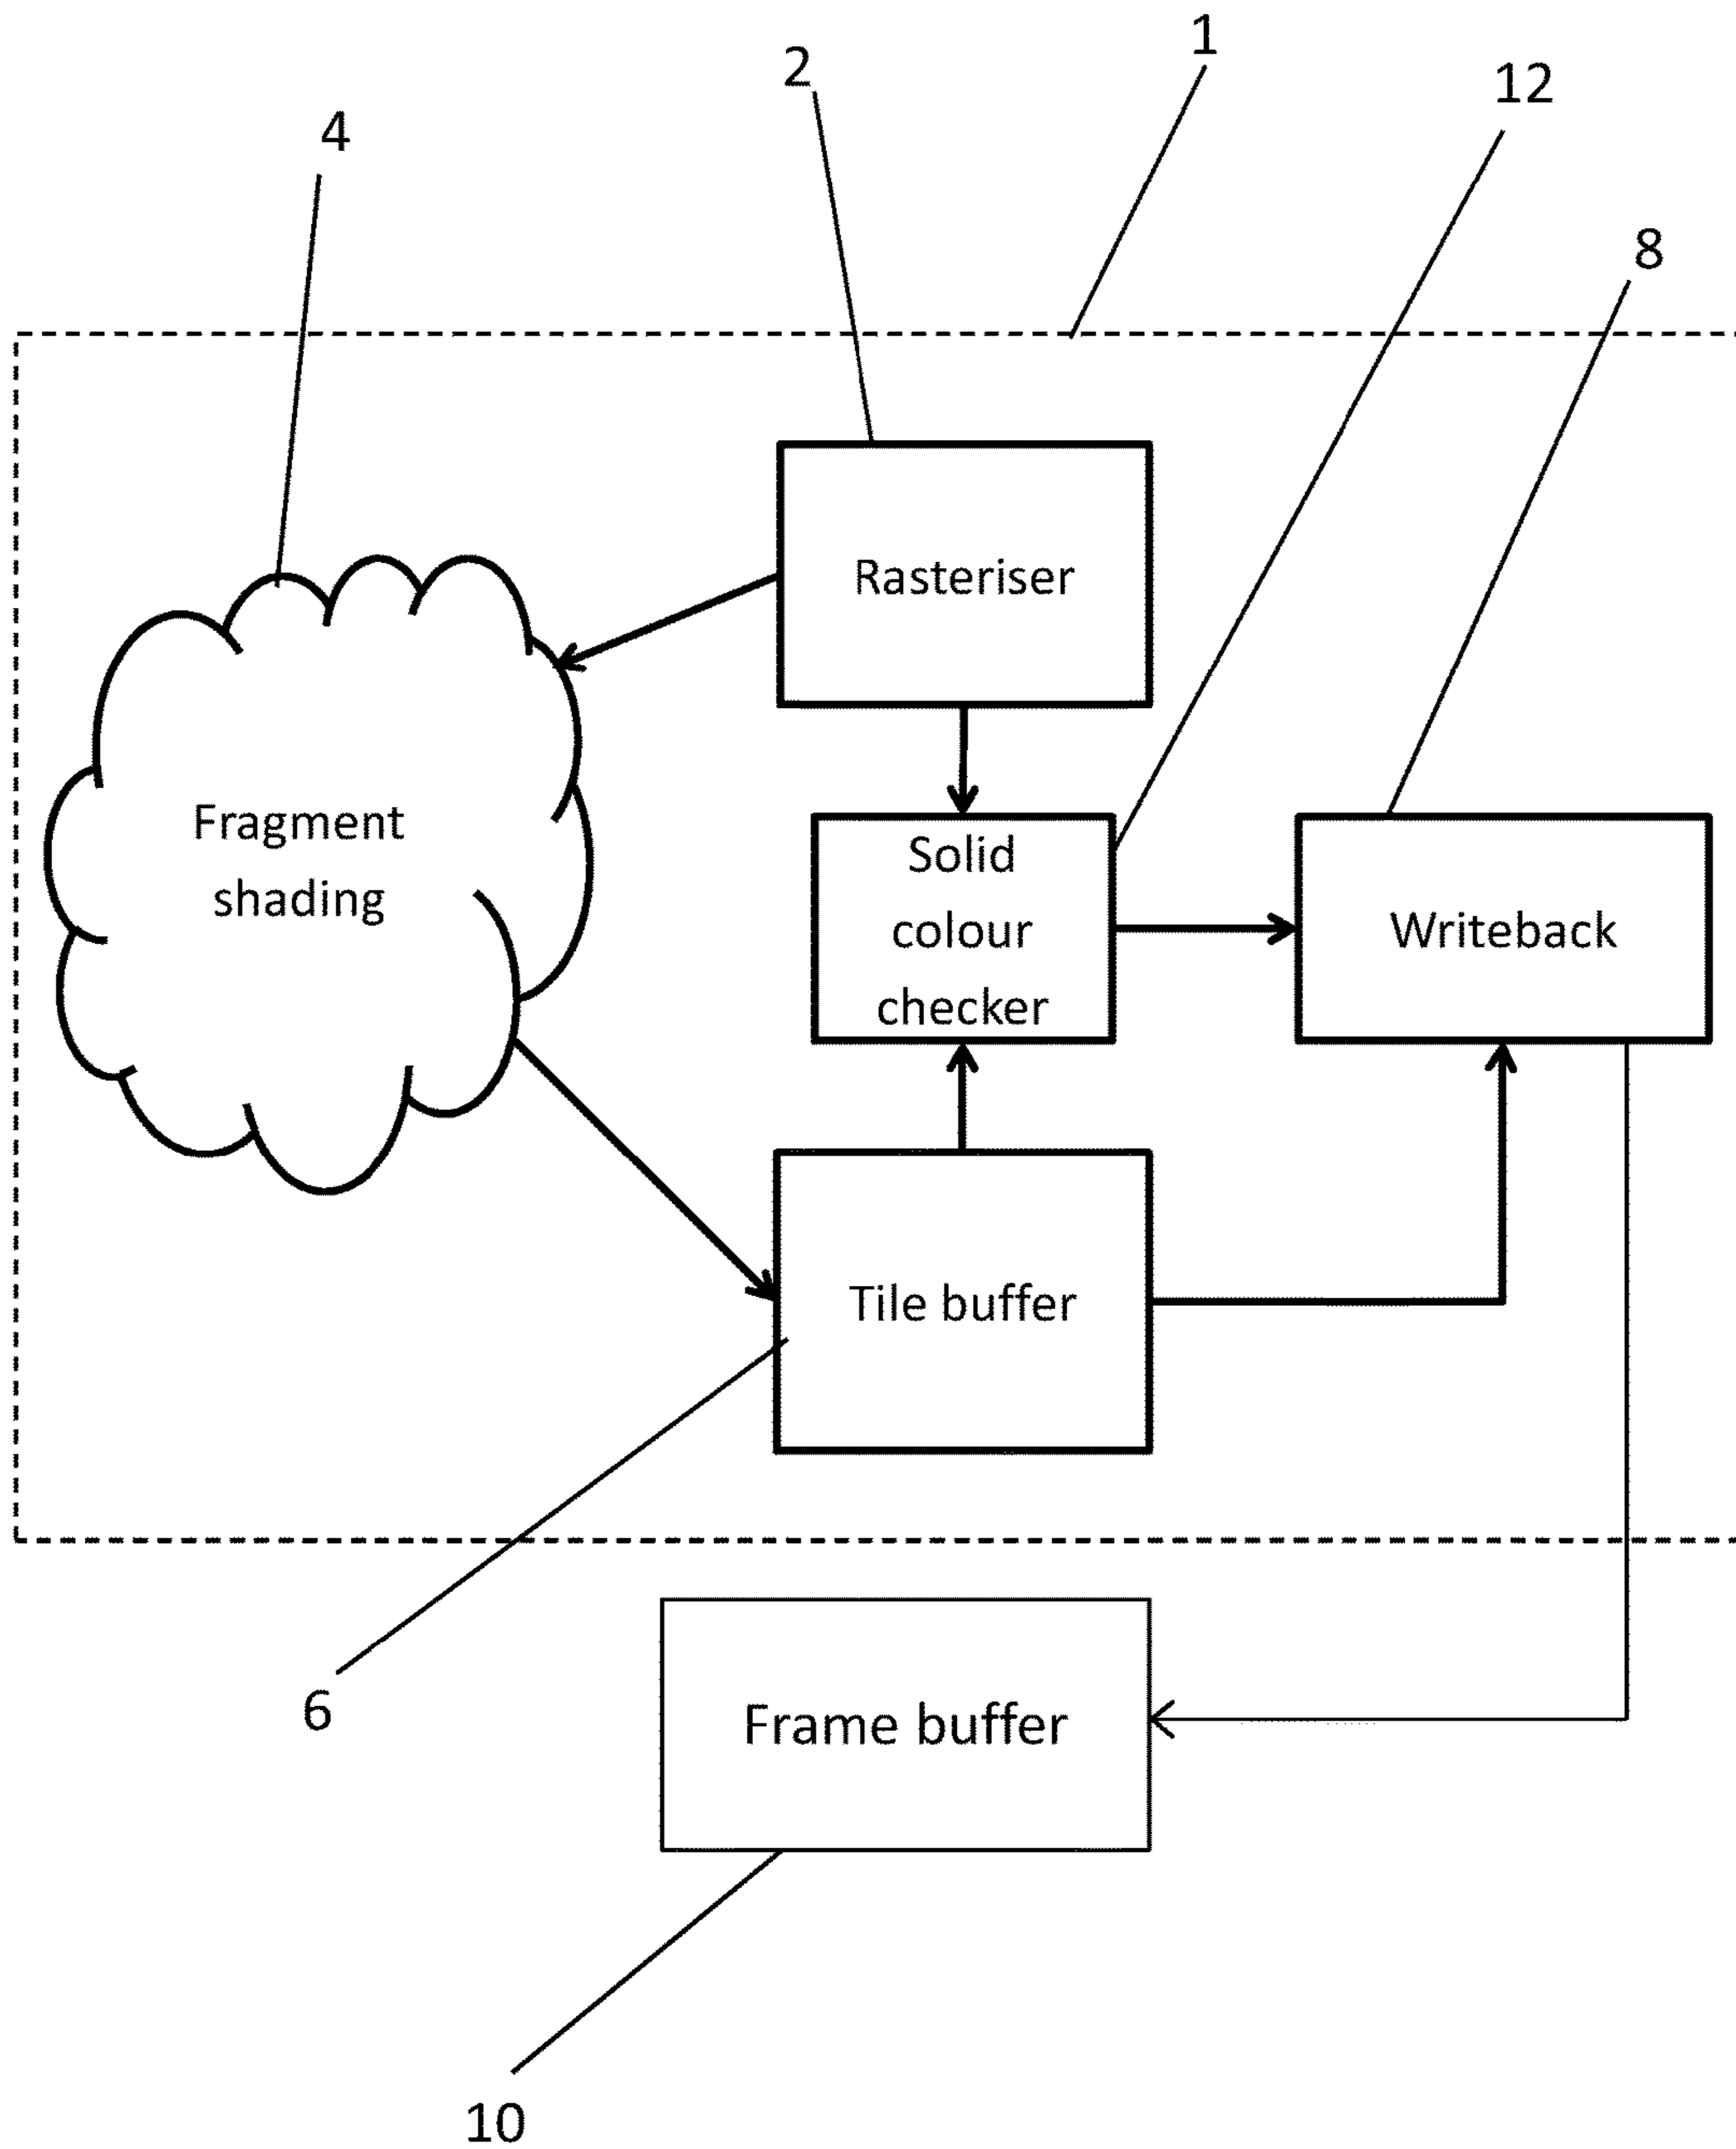 1
2
12
4
8
Rasteriser
Fragment
shading
Solid
colour
checker
Writeback
Tile buffer
6
Frame buffer
10